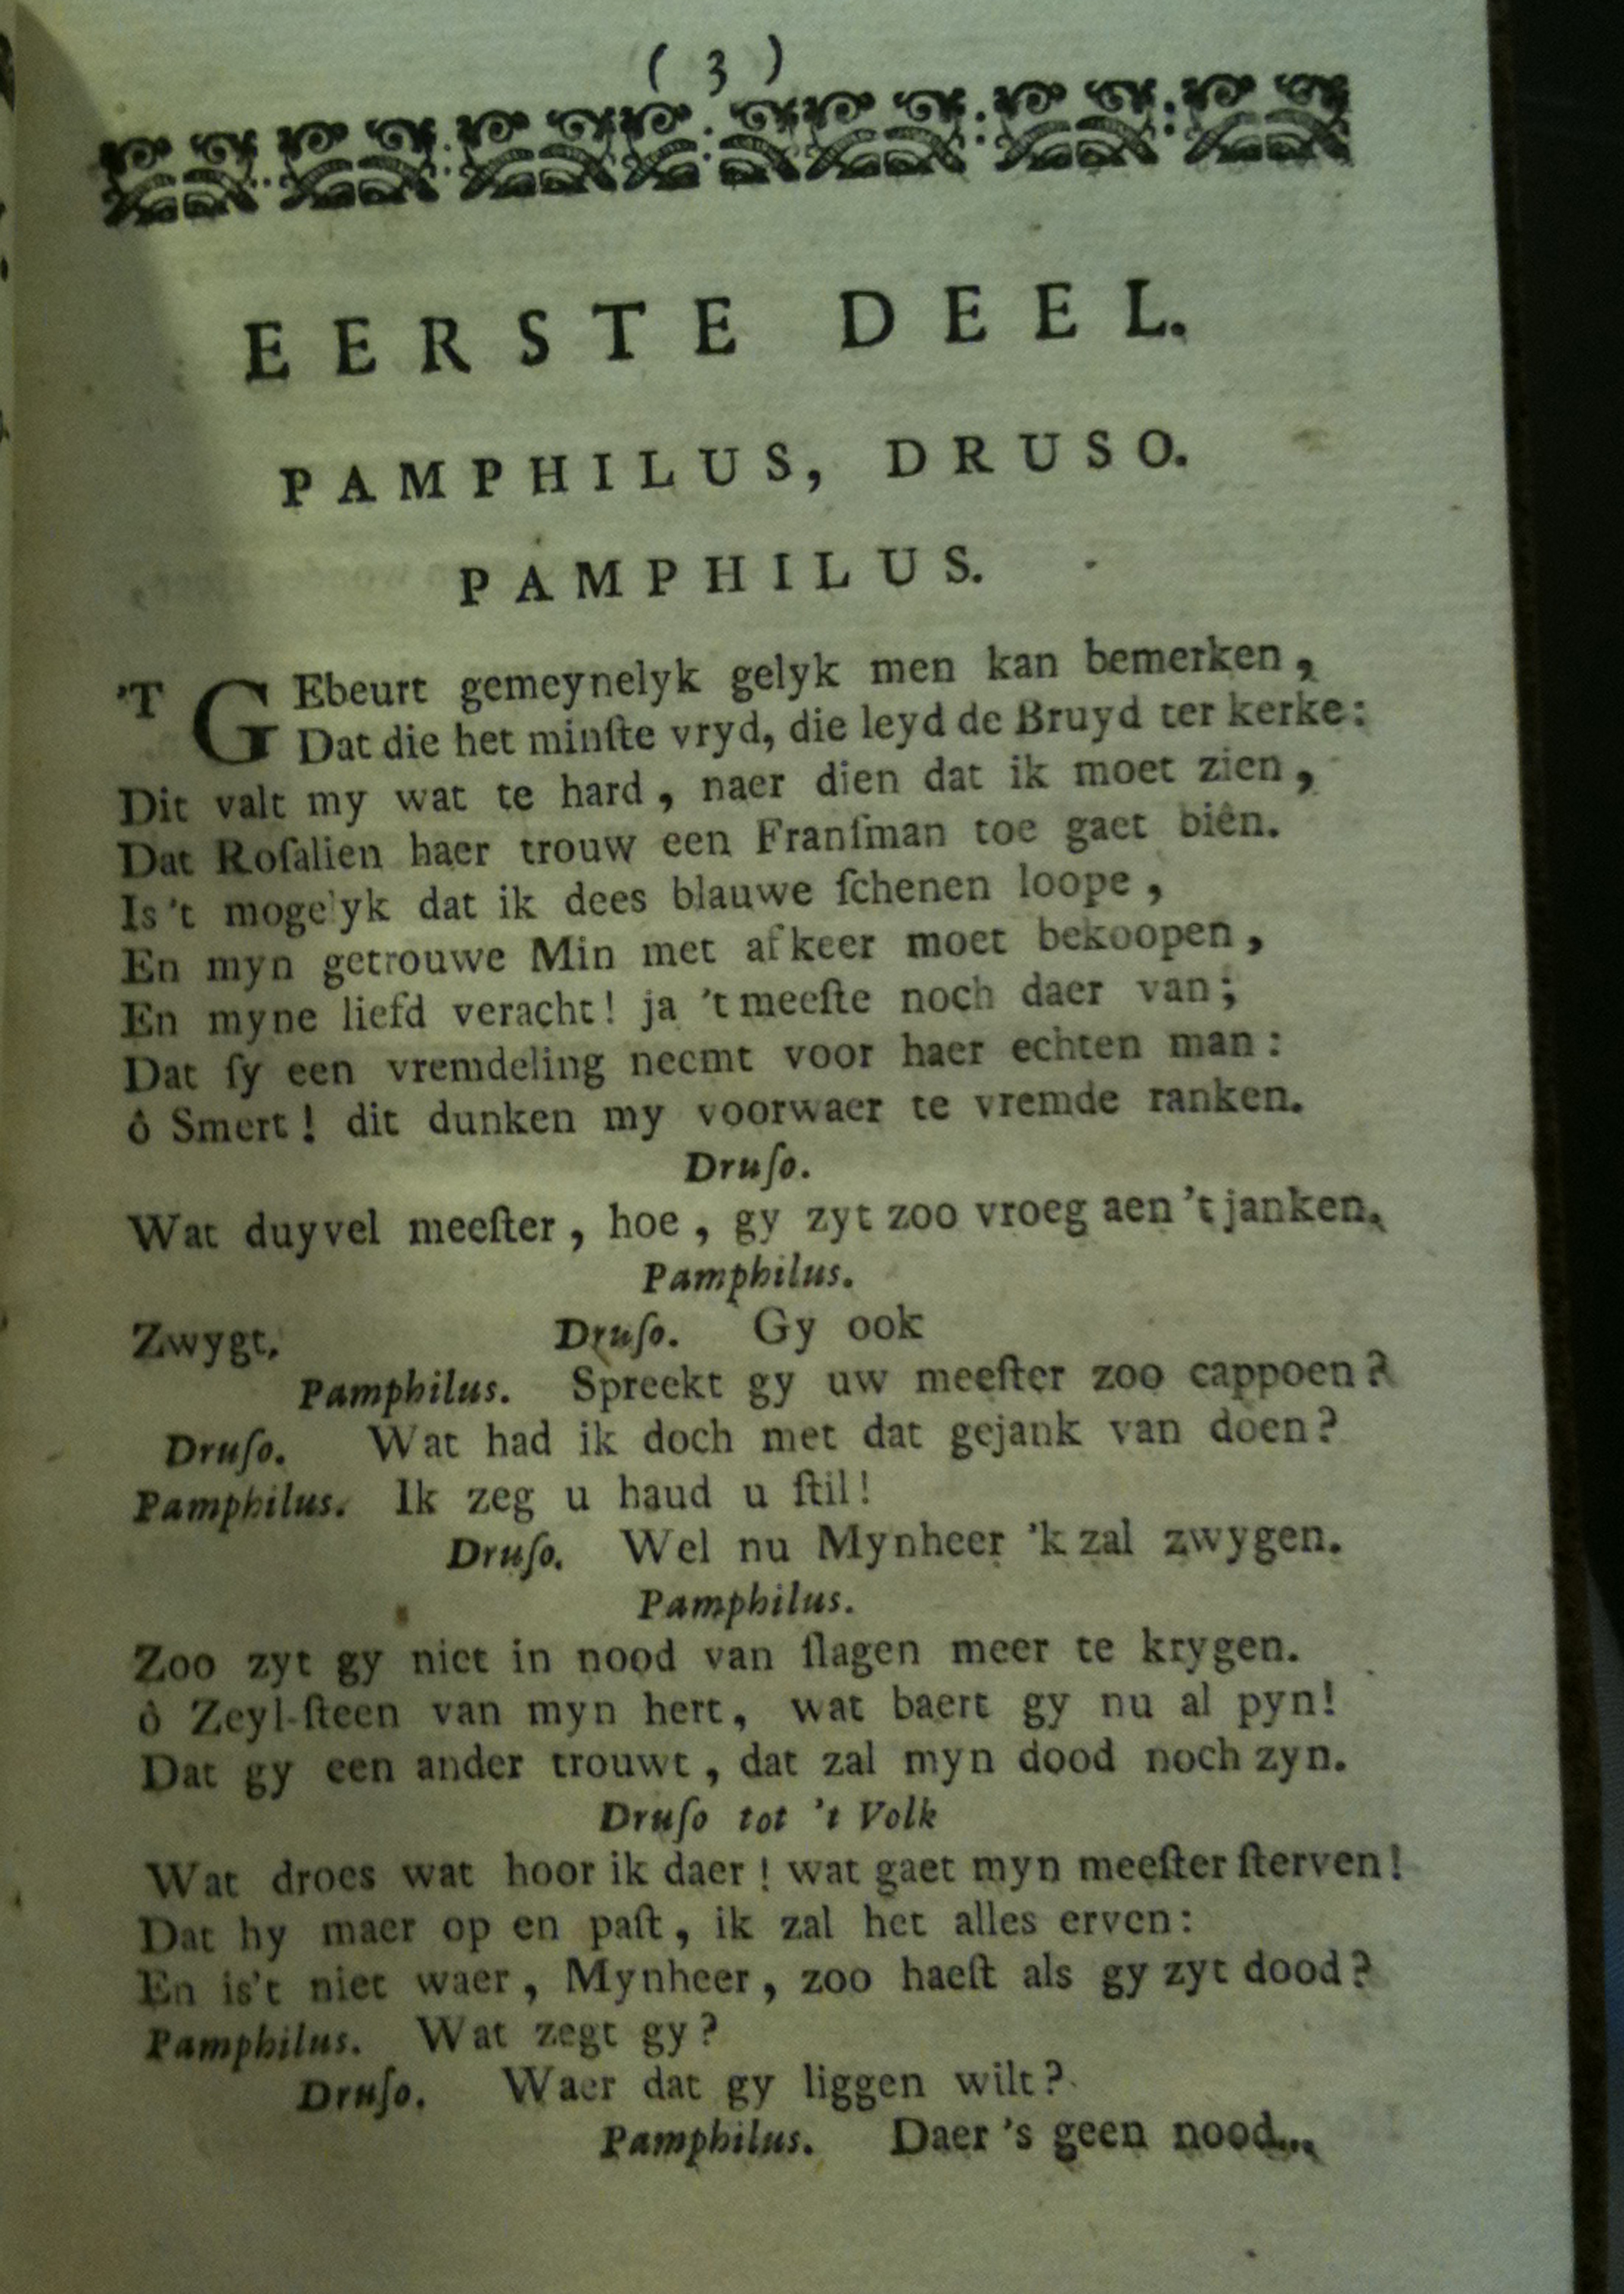 ( 3 )
EERSTE DEEL.
PAMPHILUS, DRUSO.
PAMPHILUS.
'T GEbeurt gemeynelyk gelyk men kan bemerken,
Dat die het minſte vryd, die leyd de Bruyd ter kerke:
Dit valt my wat te hard, naer dien dat ik moet zien,
Dat Roſalien haer trouw een Franſman toe gaet biên.
Is 't mogelyk dat ik dees blauwe ſchenen loope,
En myn getrouwe Min met afkeer moet bekoopen,
En myne liefd veracht! ja 't meeſte noch daer van;
Dat ſy een vremdeling neemt voor haer echten man:
ô Smert! dit dunken my voorwaer te vremde ranken.
Druſo.
Wat duyvel meeſter, hoe, gy zyt zoo vroeg aen 't janken.
Pamphilus.
Zwygt. Druſo. Gy ook
Pamphilus. Spreekt gy uw meeſter zoo cappoen?
Druſo. Wat had ik doch met dat gejank van doen?
Pamphilus. Ik zeg u haud u ſtil!
Druſo. Wel nu Mynheer 'k zal zwygen.
Pamphilus.
Zoo zyt gy niet in nood van ſlagen meer te krygen.
ô Zeyl-ſteen van myn hert, wat baert gy nu al pyn!
Dat gy een ander trouwt, dat zal myn dood noch zyn.
Druſo tot 't Volk
Wat droes wat hoor ik daer! wat gaet myn meeſter ſterven!
Dat hy maer op en paſt, ik zal het alles erven:
En is't niet waer, Mynheer, zoo haeſt als gy zyt dood?
Pamphilus. Wat zegt gy?
Druſo. Waer dat gy liggen wilt?
Pamphilus. Daer 's geen nood...